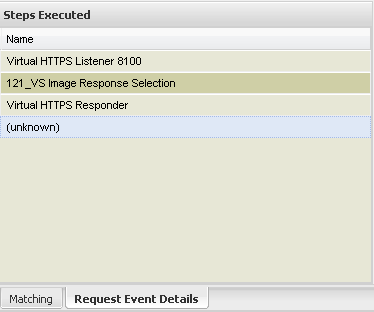 Steps Executed
Name
Virtual HTTPS Listener 8100
121_VS Image Response Selection
Virtual HTTPS Responder
(unknown)
Matching
Request Event Details